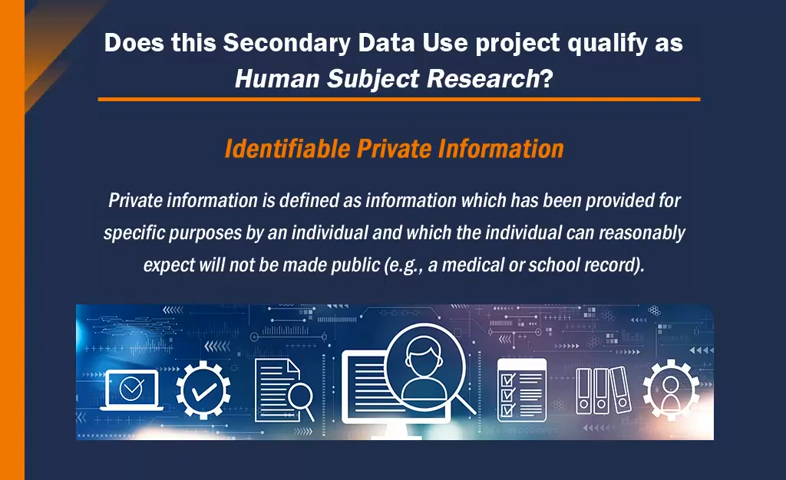 Does this Secondary Data Use project qualify as
Human Subject Research?
Identifiable Private Information
Private information is defined as information which has been provided for
specific purposes by an individual and which the individual can reasonably
expect will not be made public (e.g., a medical or school record).